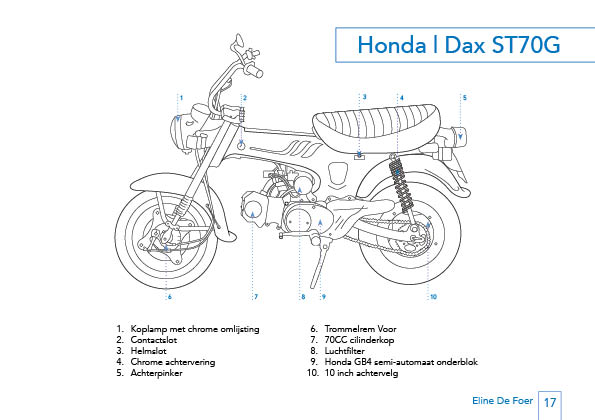 Honda | Dax ST70G
1 2 3 4 5
6 7 8 9 10
1. Koplamp met chrome omlijsting
2. Contactslot
3. Helmslot
4. Chrome achtervering
5. Achterpinker
6. Trommelrem Voor
7. 70CC cilinderkop
8. Luchtfilter
9. Honda GB4 semi-automaat onderblok
10. 10 inch achtervelg
Eline De Foer 17